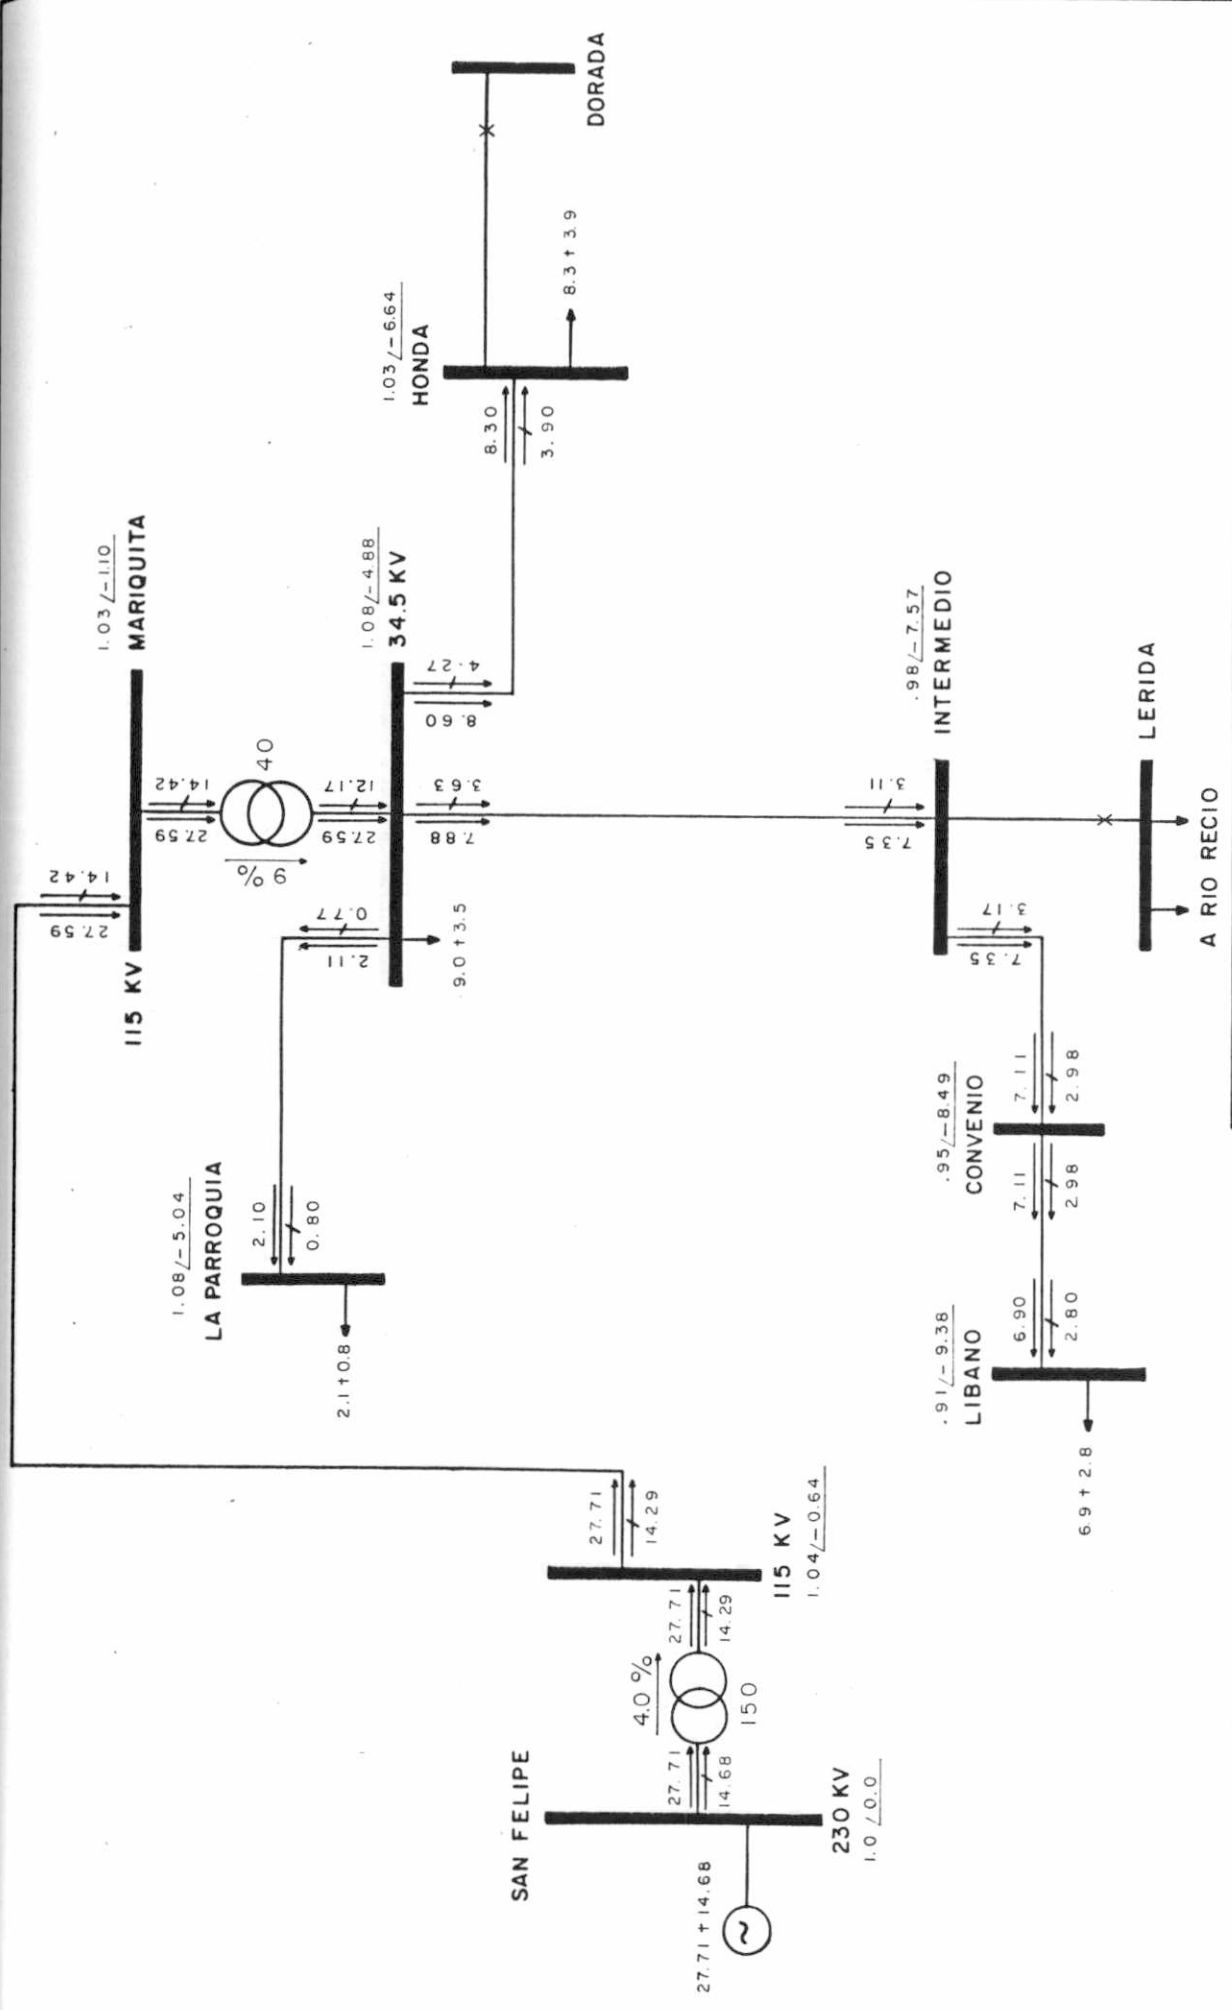 SAN FELIPE
27.71 + 14.68
230 KV
1.0 /0.0
27.71
14.68
4.0 %
150
27.71
14.29
115 KV
1.04/-0.64
27.71
14.29
27.59
14.42
115 KV
MARIQUITA
1.03/-1.10
27.59
14.42
9 %
40
27.59
12.17
1.08/-4.88
34.5 KV
9.0 + 3.5
2.11
0.77
LA PARROQUIA
1.08/-5.04
2.10
0.80
2.1 + 0.8
8.60
4.27
8.30
3.90
1.03/-6.64
HONDA
8.3 + 3.9
DORADA
7.88
3.63
7.35
3.11
.98/-7.57
INTERMEDIO
7.35
3.17
7.11
2.98
.95/-8.49
CONVENIO
7.11
2.98
6.90
2.80
.91/-9.38
LIBANO
6.9 + 2.8
LERIDA
A RIO RECIO